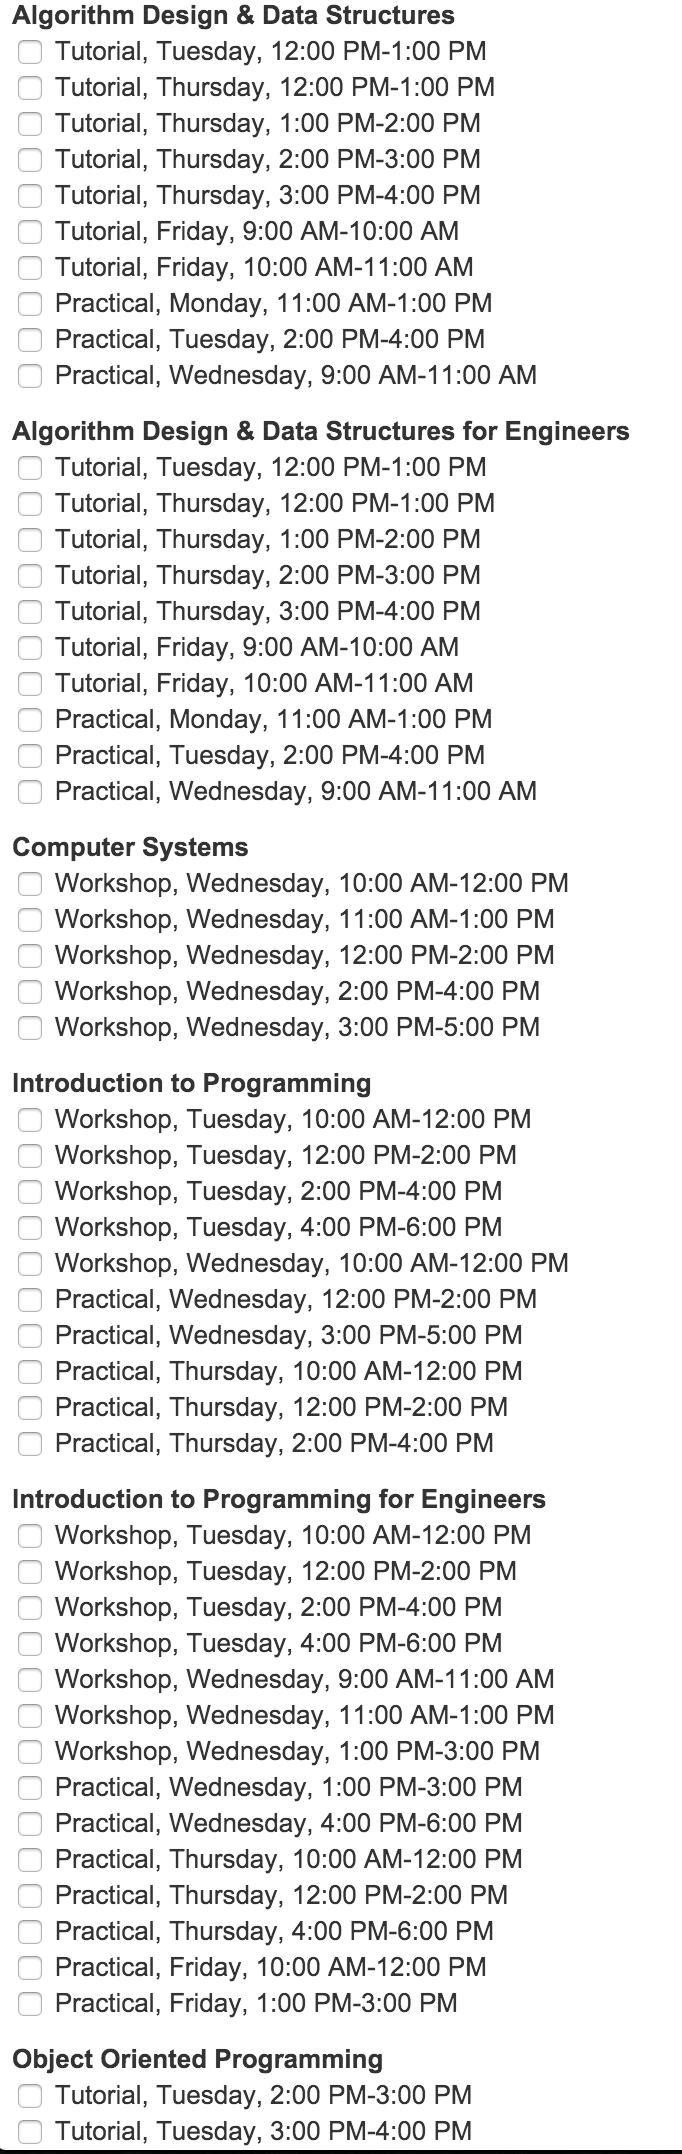 Algorithm Design & Data Structures
Tutorial, Tuesday, 12:00 PM-1:00 PM
Tutorial, Thursday, 12:00 PM-1:00 PM
Tutorial, Thursday, 1:00 PM-2:00 PM
Tutorial, Thursday, 2:00 PM-3:00 PM
Tutorial, Thursday, 3:00 PM-4:00 PM
Tutorial, Friday, 9:00 AM-10:00 AM
Tutorial, Friday, 10:00 AM-11:00 AM
Practical, Monday, 11:00 AM-1:00 PM
Practical, Tuesday, 2:00 PM-4:00 PM
Practical, Wednesday, 9:00 AM-11:00 AM
Algorithm Design & Data Structures for Engineers
Tutorial, Tuesday, 12:00 PM-1:00 PM
Tutorial, Thursday, 12:00 PM-1:00 PM
Tutorial, Thursday, 1:00 PM-2:00 PM
Tutorial, Thursday, 2:00 PM-3:00 PM
Tutorial, Thursday, 3:00 PM-4:00 PM
Tutorial, Friday, 9:00 AM-10:00 AM
Tutorial, Friday, 10:00 AM-11:00 AM
Practical, Monday, 11:00 AM-1:00 PM
Practical, Tuesday, 2:00 PM-4:00 PM
Practical, Wednesday, 9:00 AM-11:00 AM
Computer Systems
Workshop, Wednesday, 10:00 AM-12:00 PM
Workshop, Wednesday, 11:00 AM-1:00 PM
Workshop, Wednesday, 12:00 PM-2:00 PM
Workshop, Wednesday, 2:00 PM-4:00 PM
Workshop, Wednesday, 3:00 PM-5:00 PM
Introduction to Programming
Workshop, Tuesday, 10:00 AM-12:00 PM
Workshop, Tuesday, 12:00 PM-2:00 PM
Workshop, Tuesday, 2:00 PM-4:00 PM
Workshop, Tuesday, 4:00 PM-6:00 PM
Workshop, Wednesday, 10:00 AM-12:00 PM
Practical, Wednesday, 12:00 PM-2:00 PM
Practical, Wednesday, 3:00 PM-5:00 PM
Practical, Thursday, 10:00 AM-12:00 PM
Practical, Thursday, 12:00 PM-2:00 PM
Practical, Thursday, 2:00 PM-4:00 PM
Introduction to Programming for Engineers
Workshop, Tuesday, 10:00 AM-12:00 PM
Workshop, Tuesday, 12:00 PM-2:00 PM
Workshop, Tuesday, 2:00 PM-4:00 PM
Workshop, Tuesday, 4:00 PM-6:00 PM
Workshop, Wednesday, 9:00 AM-11:00 AM
Workshop, Wednesday, 11:00 AM-1:00 PM
Workshop, Wednesday, 1:00 PM-3:00 PM
Practical, Wednesday, 1:00 PM-3:00 PM
Practical, Wednesday, 4:00 PM-6:00 PM
Practical, Thursday, 10:00 AM-12:00 PM
Practical, Thursday, 12:00 PM-2:00 PM
Practical, Thursday, 4:00 PM-6:00 PM
Practical, Friday, 10:00 AM-12:00 PM
Practical, Friday, 1:00 PM-3:00 PM
Object Oriented Programming
Tutorial, Tuesday, 2:00 PM-3:00 PM
Tutorial, Tuesday, 3:00 PM-4:00 PM